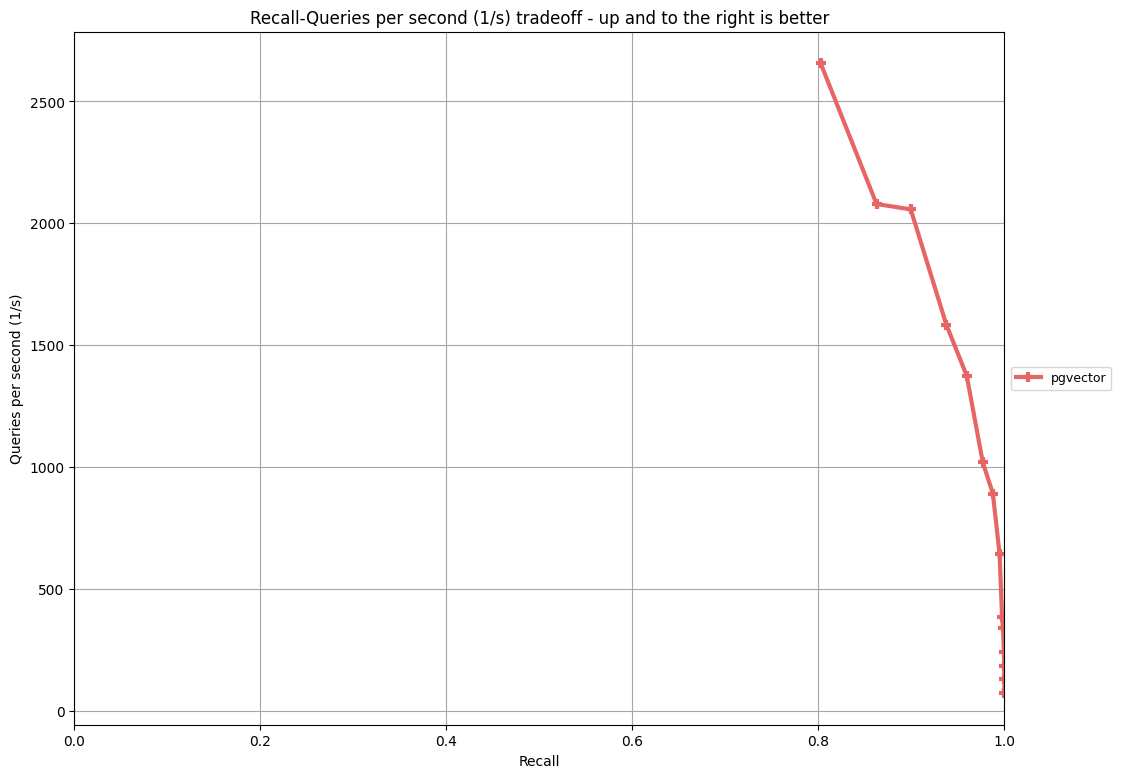 Recall-Queries per second (1/s) tradeoff - up and to the right is better
Queries per second (1/s)
2500
2000
1500
1000
500
0
0.0 0.2 0.4 0.6 0.8 1.0
Recall
pgvector